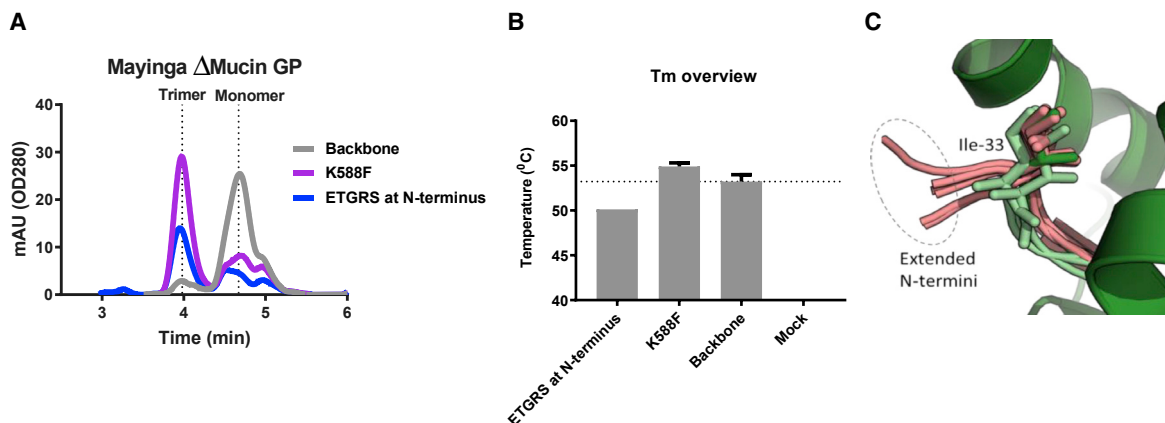 A
Mayinga ΔMucin GP
Trimer Monomer
40
30
20
10
0
mAU (OD280)
3
4
5
6
Time (min)
Backbone
K588F
ETGRS at N-terminus
B
Tm overview
60
55
50
45
40
Temperature (⁰C)
ETGRS at N-terminus
K588F
Backbone
Mock
C
Ile-33
Extended
N-termini